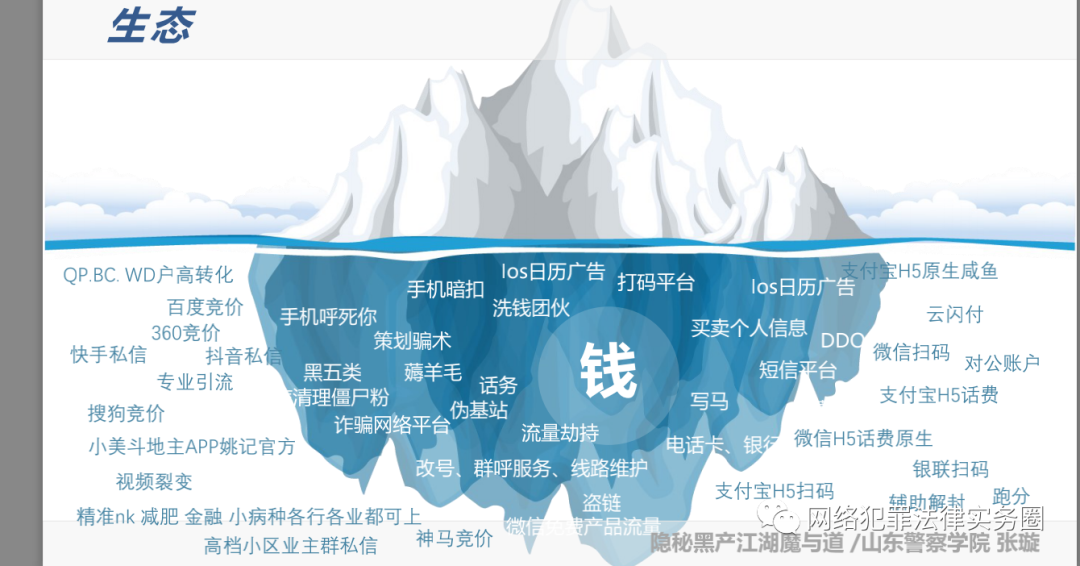 生态
QP.BC. WD户高转化
百度竞价
360竞价
快手私信
抖音私信
专业引流
搜狗竞价
小美斗地主APP姚记官方
视频裂变
精准nk 减肥 金融 小病种各行各业都可上
高档小区业主群私信
神马竞价
手机呼死你
手机暗扣
Ios日历广告
洗钱团伙
打码平台
Ios日历广告
策划骗术
黑五类
薅羊毛
话务
清理僵尸粉
伪基站
诈骗网络平台
流量劫持
改号、群呼服务、线路维护
盗链
微信免费产品流量
钱
买卖个人信息
DDO
短信平台
写马
电话卡、银行
支付宝H5原生咸鱼
云闪付
微信扫码
对公账户
支付宝H5话费
微信H5话费原生
银联扫码
支付宝H5扫码
辅助解封
跑分
网络犯罪法律实务圈
隐秘黑产江湖魔与道 /山东警察学院 张璇